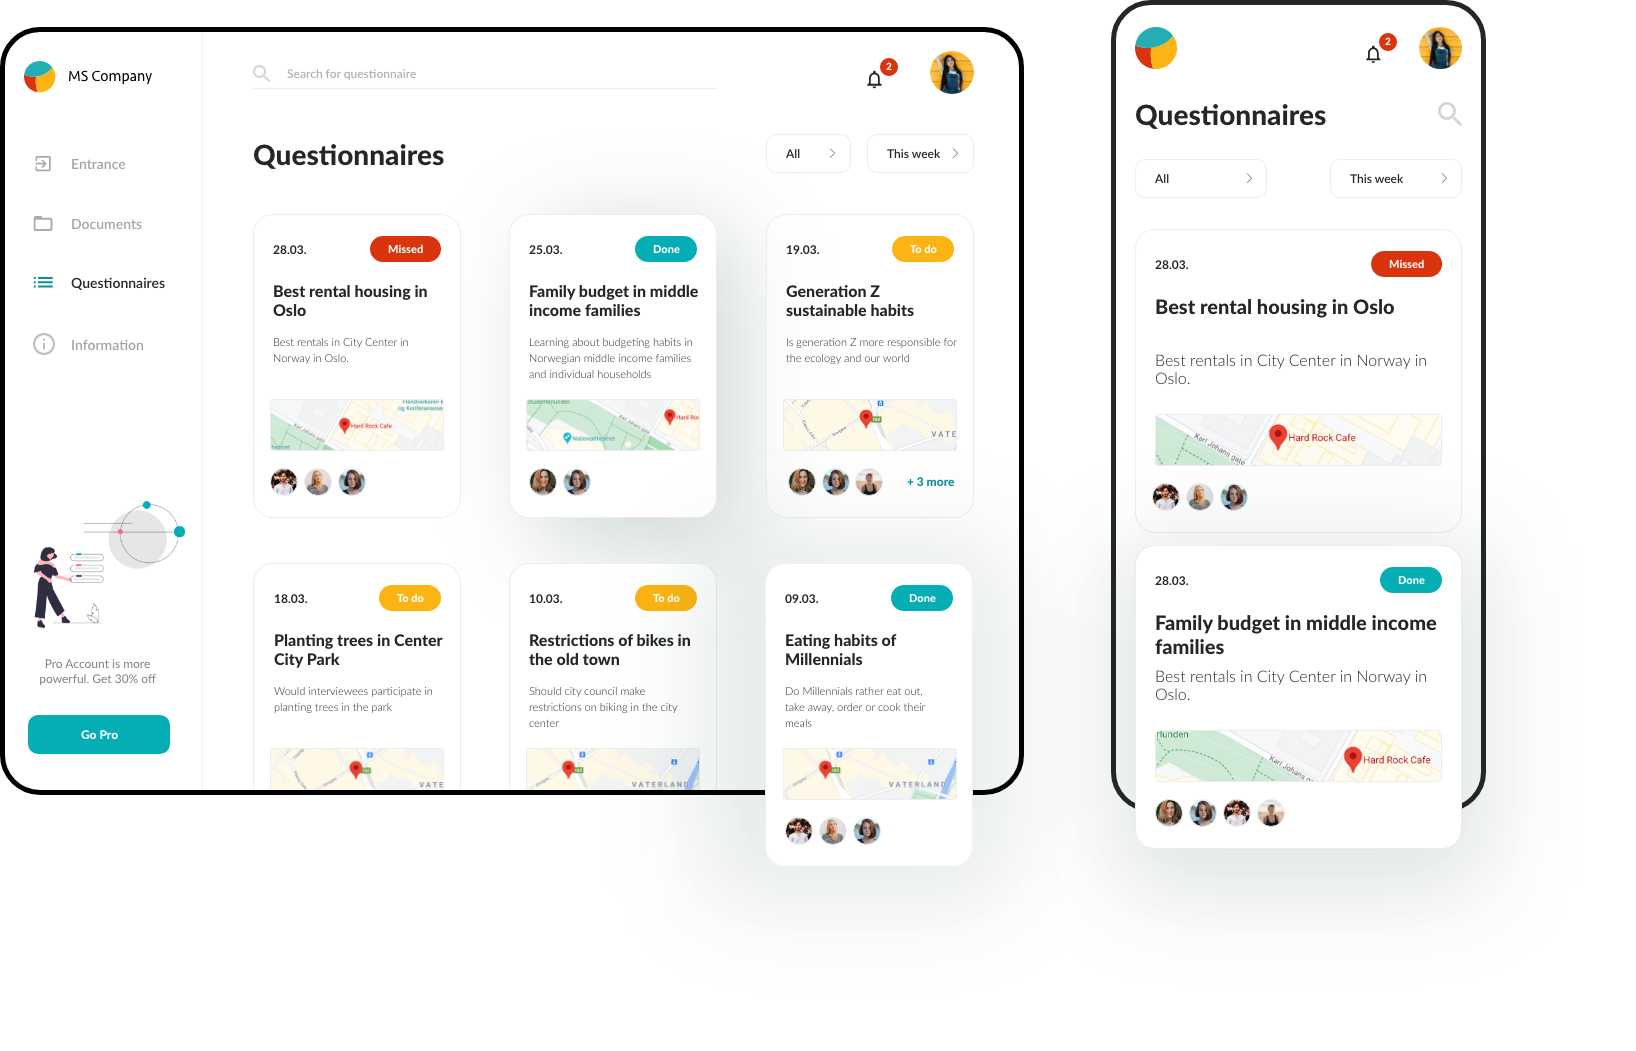 MS Company
Search for questionnaire
2
Entrance
Documents
Questionnaires
Information
Pro Account is more
powerful. Get 30% off
Go Pro
Questionnaires
All
This week
28.03.
Missed
Best rental housing in
Oslo
Best rentals in City Center in
Norway in Oslo.
Håndverkeren K
og Konferansese
Hard Rock Cafe
25.03.
Done
Family budget in middle
income families
Learning about budgeting habits in
Norwegian middle income families
and individual households
Studenterlunden
Karl Johans gate
Hard Roc
Nationaltheatret
19.03.
To do
Generation Z
sustainable habits
Is generation Z more responsible for
the ecology and our world
VATE
+ 3 more
18.03.
To do
Planting trees in Center
City Park
Would interviewees participate in
planting trees in the park
VATE
10.03.
To do
Restrictions of bikes in
the old town
Should city council make
restrictions on biking in the city
center
VATERLAND
09.03.
Done
Eating habits of
Millennials
Do Millennials rather eat out,
take away, order or cook their
meals
VATERLAND
2
Questionnaires
All
This week
28.03.
Missed
Best rental housing in Oslo
Best rentals in City Center in Norway in
Oslo.
Karl Johans gate
Hard Rock Cafe
28.03.
Done
Family budget in middle income
families
Best rentals in City Center in Norway in
Oslo.
rlunden
Karl Johans g
Hard Rock Cafe